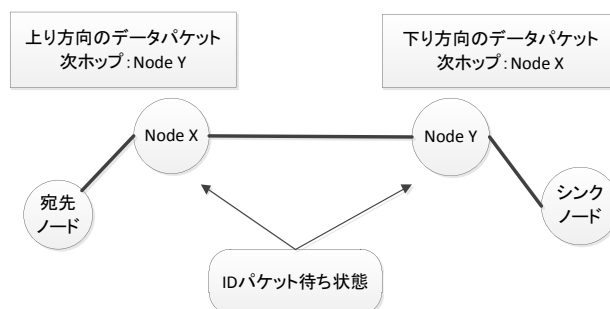 上り方向のデータパケット
次ホップ:Node Y
下り方向のデータパケット
次ホップ:Node X
Node X
Node Y
宛先
ノード
シンク
ノード
IDパケット待ち状態